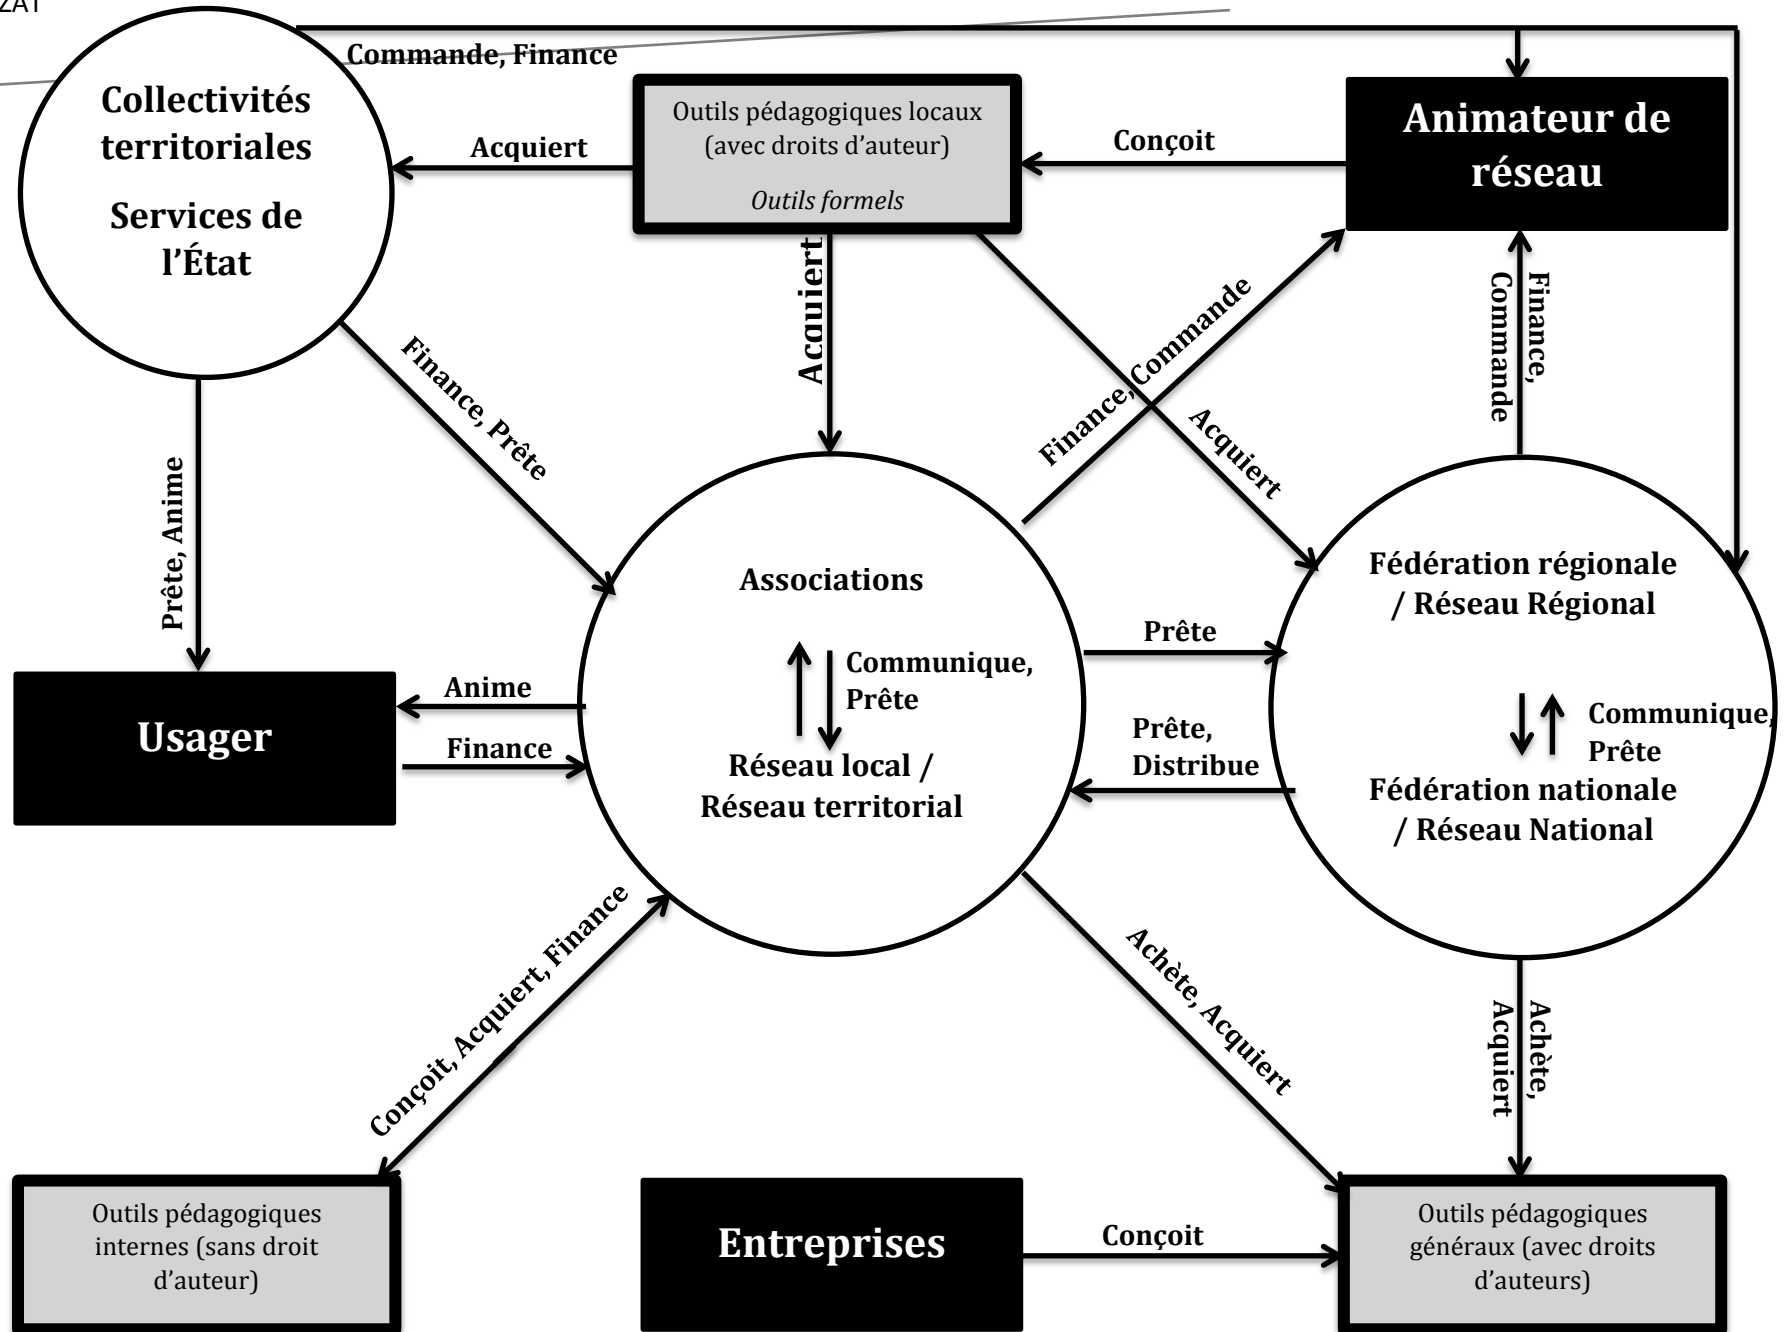 ZAT
Commande, Finance
Collectivités
territoriales
Services de
l'État
Acquiert
Outils pédagogiques locaux
(avec droits d'auteur)
Outils formels
Conçoit
Animateur de
réseau
Acquiert
Finance, Prête
Finance, Commande
Acquiert
Finance,
Commande
Prête, Anime
Associations
Communique,
Prête
Réseau local /
Réseau territorial
Prête
Prête,
Distribue
Fédération régionale
/ Réseau Régional
Communique,
Prête
Fédération nationale
/ Réseau National
Usager
Anime
Finance
Conçoit, Acquiert, Finance
Achète, Acquiert
Achète,
Acquiert
Outils pédagogiques
internes (sans droit
d'auteur)
Entreprises
Conçoit
Outils pédagogiques
généraux (avec droits
d'auteurs)